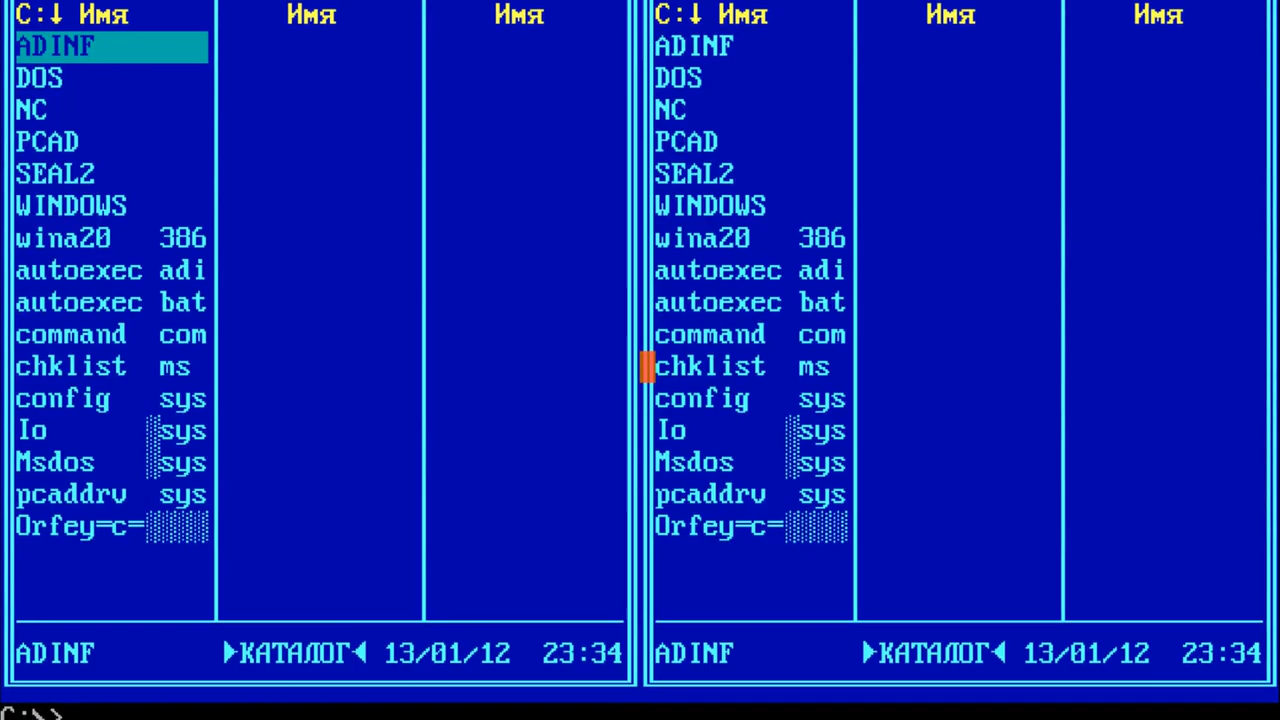 C:↓ Имя Имя Имя C:↓ Имя Имя Имя
ADINF ADINF
DOS DOS
NC NC
PCAD PCAD
SEAL2 SEAL2
WINDOWS WINDOWS
wina20 386 wina20 386
autoexec adi autoexec adi
autoexec bat autoexec bat
command com command com
chklist ms chklist ms
config sys config sys
Io ░sys Io ░sys
Msdos ░sys Msdos ░sys
pcaddrv sys pcaddrv sys
Orfey=c=░░░░ Orfey=c=░░░░
ADINF ►КАТАЛОГ◄ 13/01/12 23:34 ADINF ►КАТАЛОГ◄ 13/01/12 23:34
C:\>